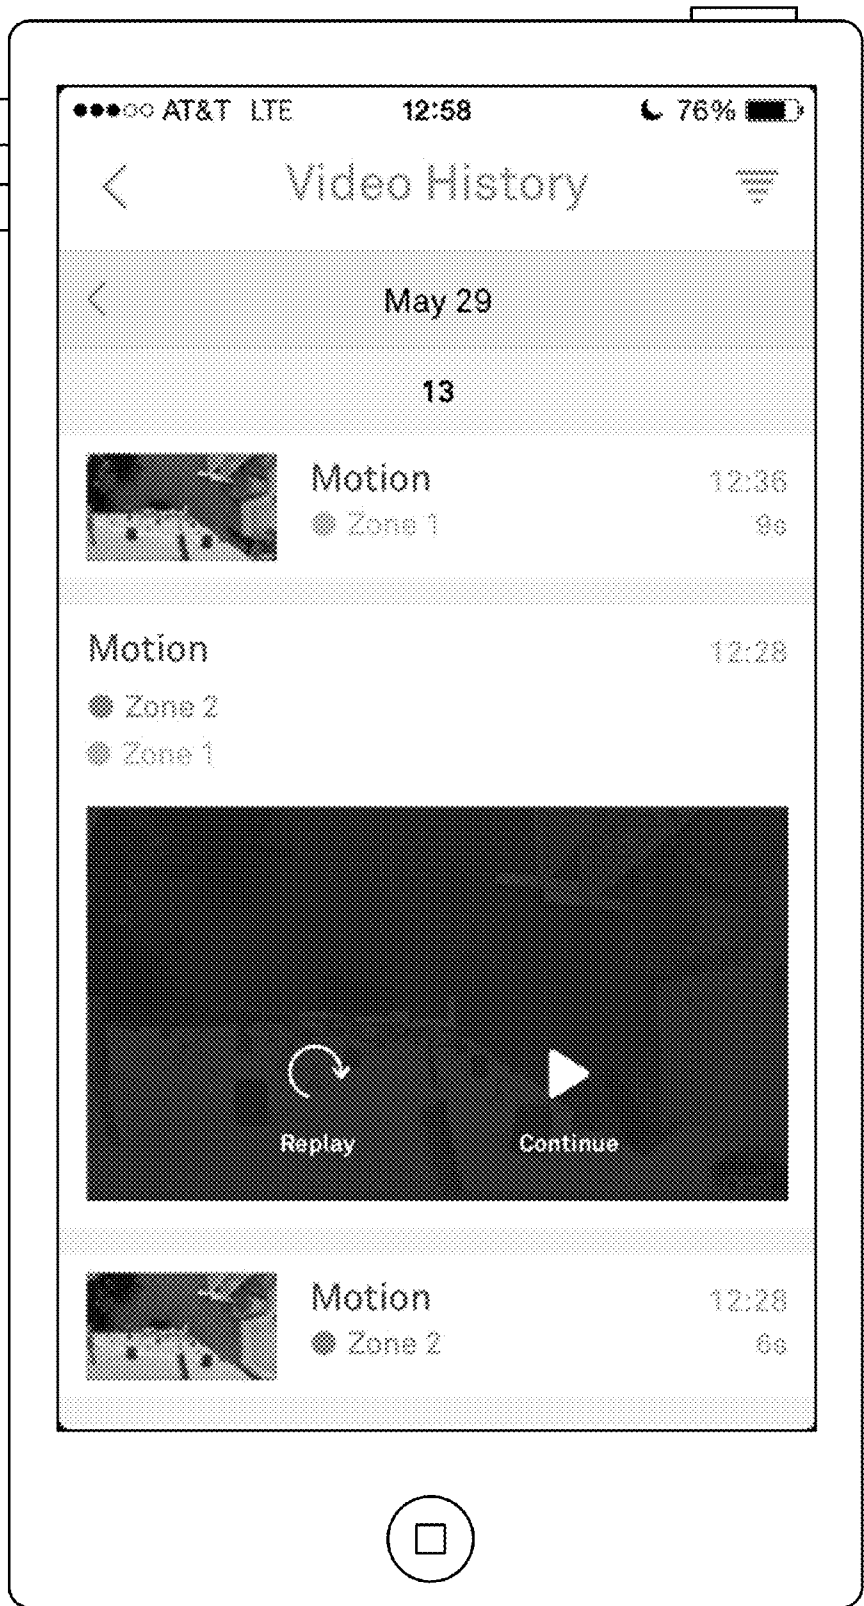 AT&T LTE 12:58 76%
Video History
May 29
13
Motion 12:36
Zone 1 9s
Motion 12:28
Zone 2
Zone 1
Replay Continue
Motion 12:28
Zone 2 6s